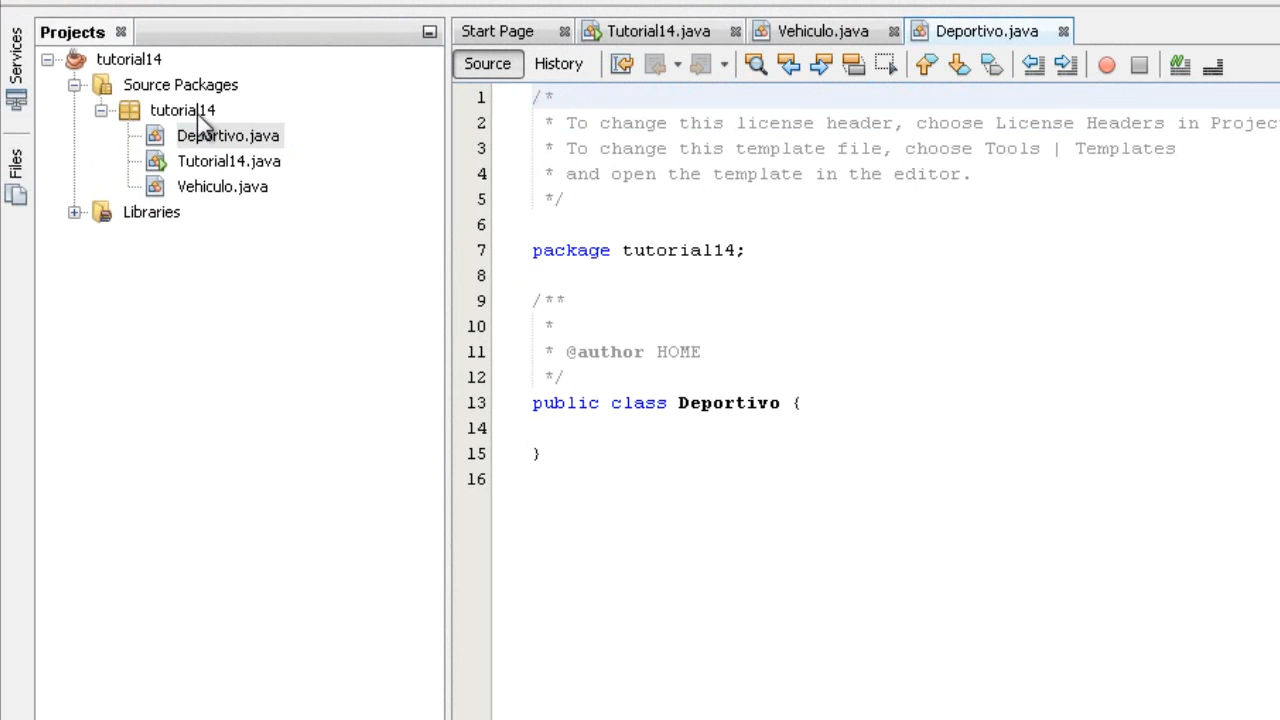 Services
Files
Projects
tutorial14
Source Packages
tutorial14
Deportivo.java
Tutorial14.java
Vehiculo.java
Libraries
Start Page
Tutorial14.java
Vehiculo.java
Deportivo.java
Source
History
1 /*
2 * To change this license header, choose License Headers in Projec
3 * To change this template file, choose Tools | Templates
4 * and open the template in the editor.
5 */
6
7 package tutorial14;
8
9 /**
10 *
11 * @author HOME
12 */
13 public class Deportivo {
14
15 }
16